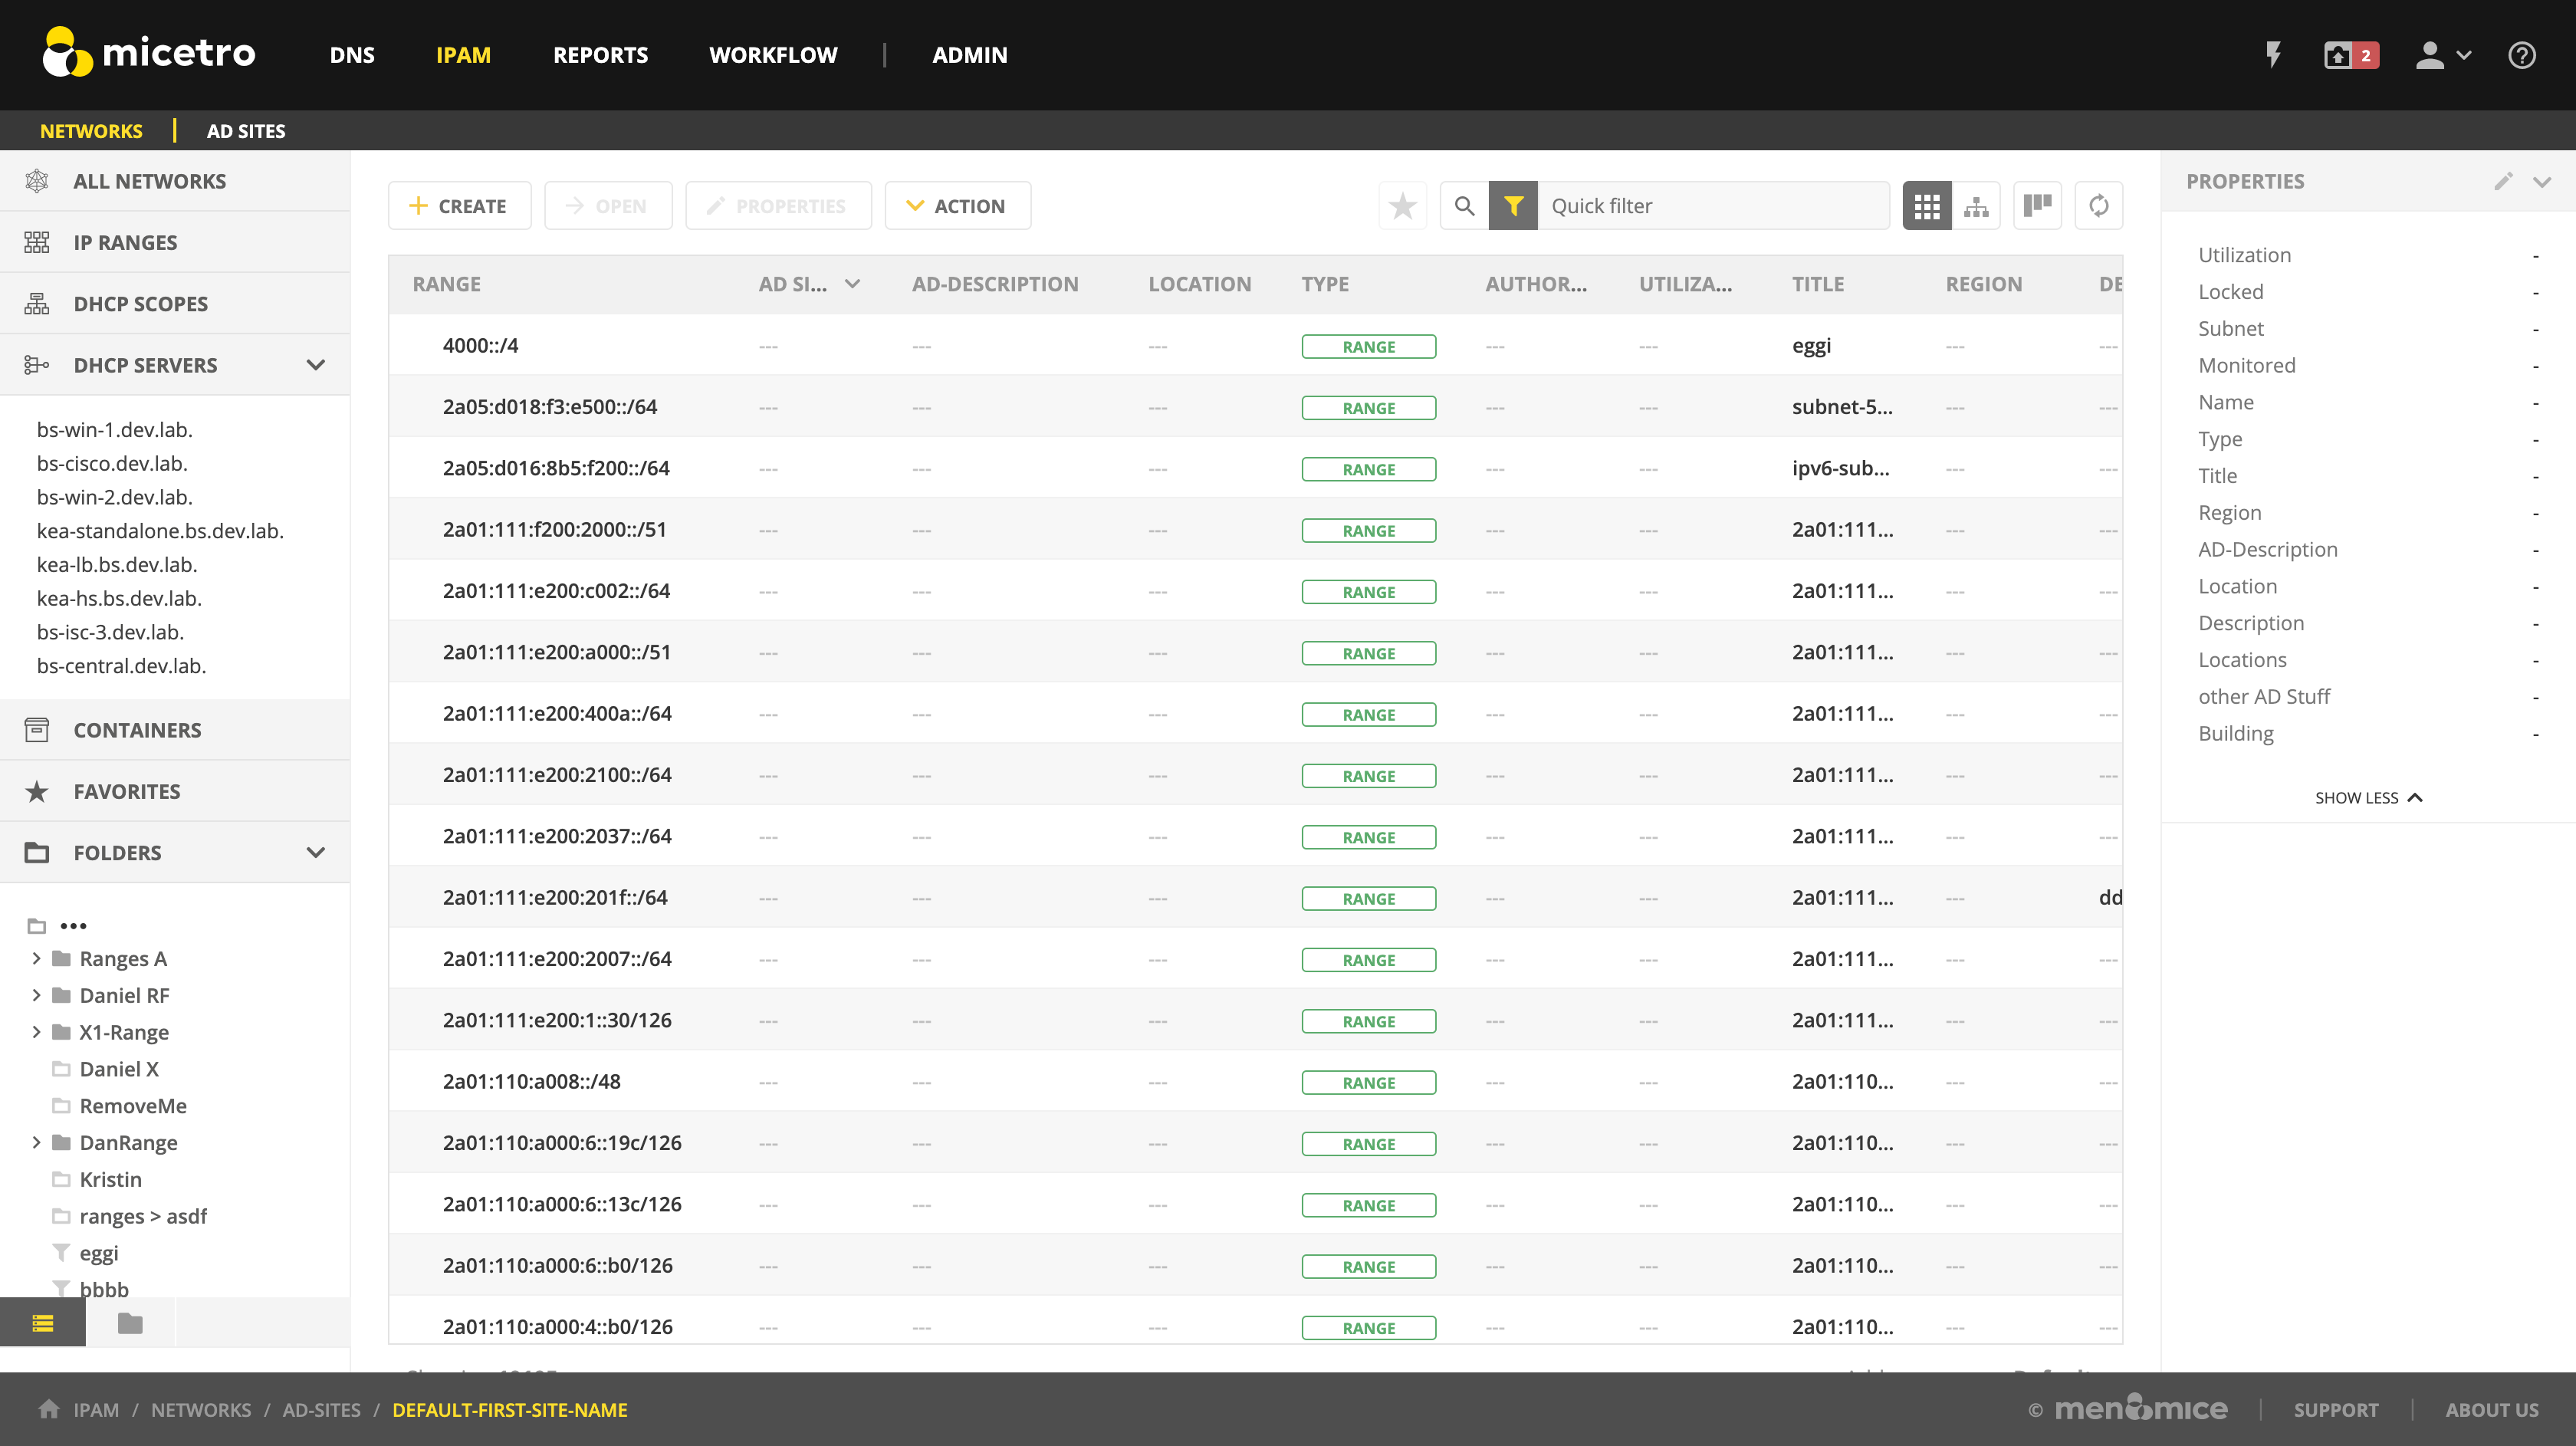 micetro DNS IPAM REPORTS WORKFLOW | ADMIN 2
NETWORKS | AD SITES
ALL NETWORKS
IP RANGES
DHCP SCOPES
DHCP SERVERS
bs-win-1.dev.lab.
bs-cisco.dev.lab.
bs-win-2.dev.lab.
kea-standalone.bs.dev.lab.
kea-lb.bs.dev.lab.
kea-hs.bs.dev.lab.
bs-isc-3.dev.lab.
bs-central.dev.lab.
CONTAINERS
FAVORITES
FOLDERS
...
Ranges A
Daniel RF
X1-Range
Daniel X
RemoveMe
DanRange
Kristin
ranges > asdf
eggi
bbbb
CREATE OPEN PROPERTIES ACTION Quick filter
RANGE AD SI... AD-DESCRIPTION LOCATION TYPE AUTHOR... UTILIZA... TITLE REGION DE
4000::/4 --- --- --- RANGE --- --- eggi --- ---
2a05:d018:f3:e500::/64 --- --- --- RANGE --- --- subnet-5... --- ---
2a05:d016:8b5:f200::/64 --- --- --- RANGE --- --- ipv6-sub... --- ---
2a01:111:f200:2000::/51 --- --- --- RANGE --- --- 2a01:111... --- ---
2a01:111:e200:c002::/64 --- --- --- RANGE --- --- 2a01:111... --- ---
2a01:111:e200:a000::/51 --- --- --- RANGE --- --- 2a01:111... --- ---
2a01:111:e200:400a::/64 --- --- --- RANGE --- --- 2a01:111... --- ---
2a01:111:e200:2100::/64 --- --- --- RANGE --- --- 2a01:111... --- ---
2a01:111:e200:2037::/64 --- --- --- RANGE --- --- 2a01:111... --- ---
2a01:111:e200:201f::/64 --- --- --- RANGE --- --- 2a01:111... --- dd
2a01:111:e200:2007::/64 --- --- --- RANGE --- --- 2a01:111... --- ---
2a01:111:e200:1::30/126 --- --- --- RANGE --- --- 2a01:111... --- ---
2a01:110:a008::/48 --- --- --- RANGE --- --- 2a01:110... --- ---
2a01:110:a000:6::19c/126 --- --- --- RANGE --- --- 2a01:110... --- ---
2a01:110:a000:6::13c/126 --- --- --- RANGE --- --- 2a01:110... --- ---
2a01:110:a000:6::b0/126 --- --- --- RANGE --- --- 2a01:110... --- ---
2a01:110:a000:4::b0/126 --- --- --- RANGE --- --- 2a01:110... --- ---
PROPERTIES
Utilization -
Locked -
Subnet -
Monitored -
Name -
Type -
Title -
Region -
AD-Description -
Location -
Description -
Locations -
other AD Stuff -
Building -
SHOW LESS
IPAM / NETWORKS / AD-SITES / DEFAULT-FIRST-SITE-NAME
© men&mice | SUPPORT | ABOUT US